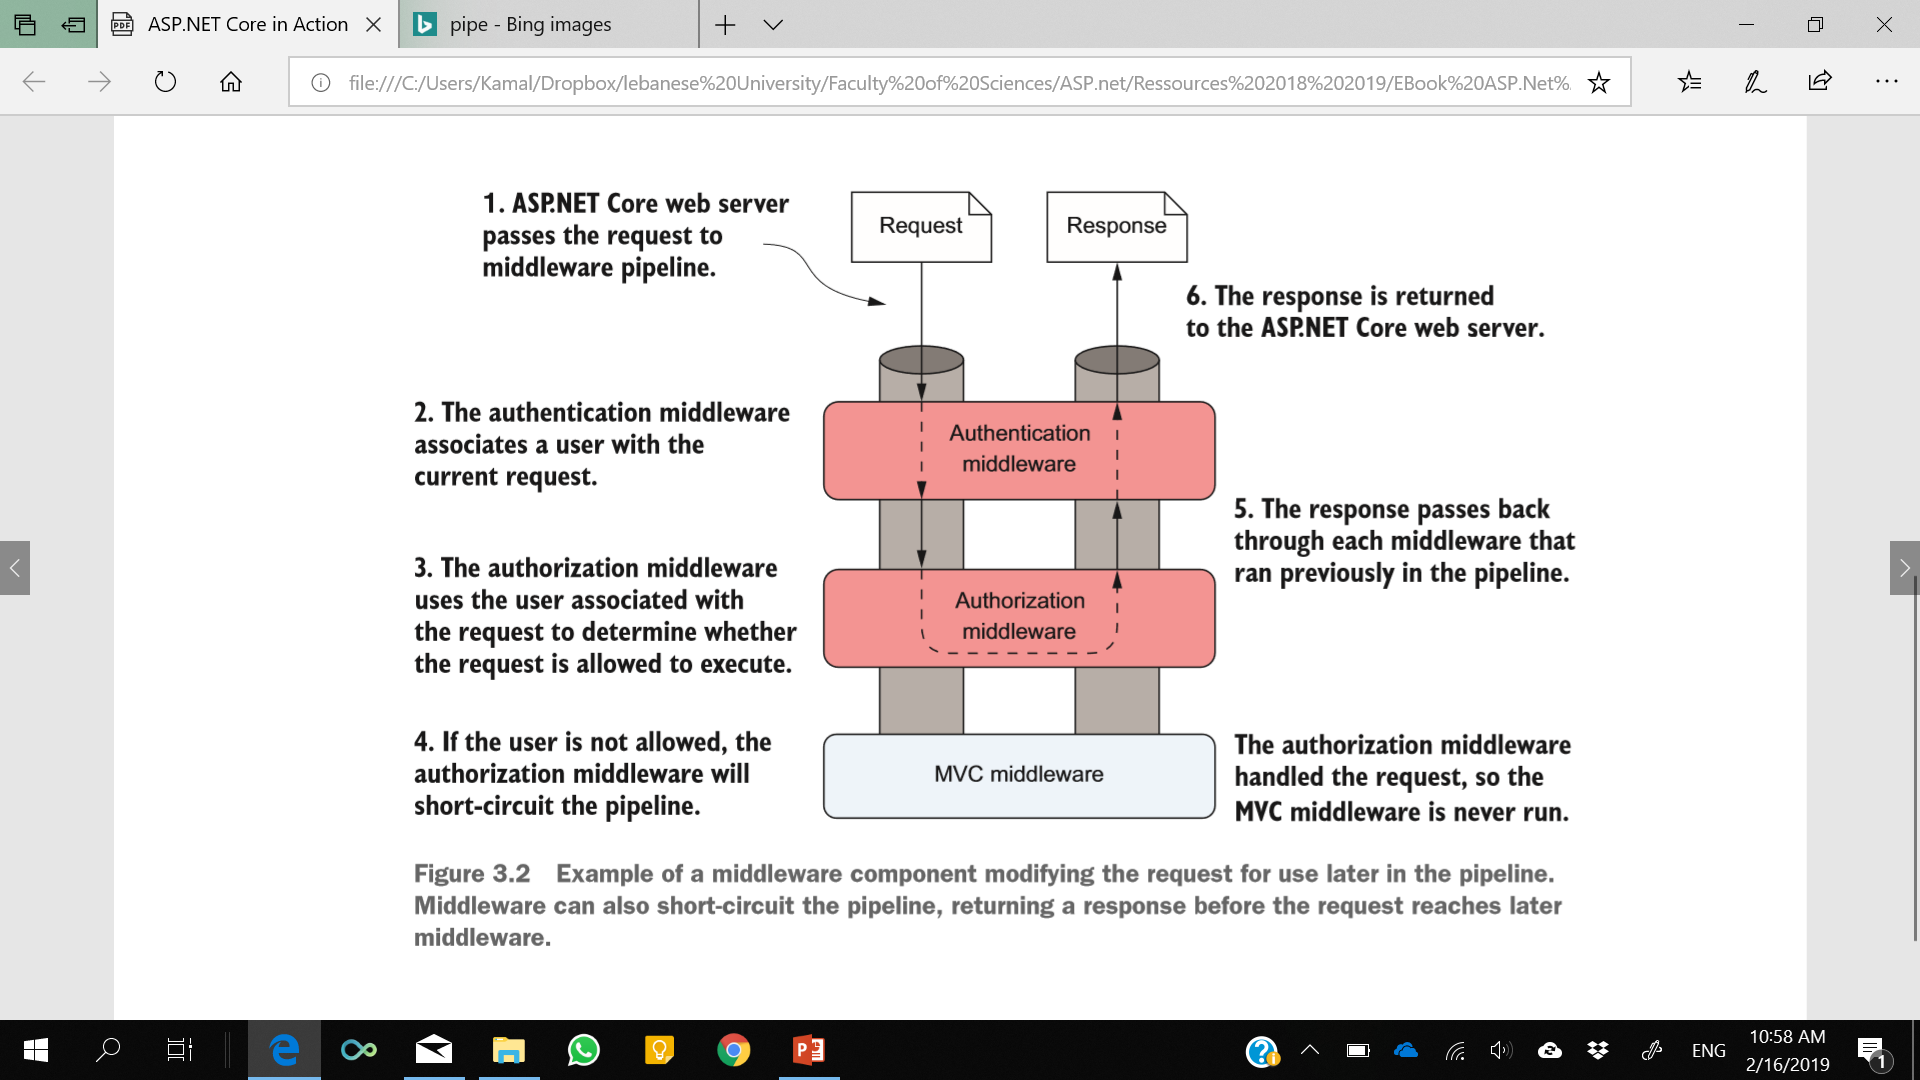 ASP.NET Core in Action
pipe - Bing images
file:///C:/Users/Kamal/Dropbox/lebanese%20University/Faculty%20of%20Sciences/ASP.net/Ressources%202018%202019/EBook%20ASP.Net%
1. ASP.NET Core web server
passes the request to
middleware pipeline.
Request
Response
6. The response is returned
to the ASP.NET Core web server.
2. The authentication middleware
associates a user with the
current request.
Authentication
middleware
5. The response passes back
through each middleware that
ran previously in the pipeline.
3. The authorization middleware
uses the user associated with
the request to determine whether
the request is allowed to execute.
Authorization
middleware
4. If the user is not allowed, the
authorization middleware will
short-circuit the pipeline.
MVC middleware
The authorization middleware
handled the request, so the
MVC middleware is never run.
Figure 3.2 Example of a middleware component modifying the request for use later in the pipeline.
Middleware can also short-circuit the pipeline, returning a response before the request reaches later
middleware.
ENG
10:58 AM
2/16/2019
1